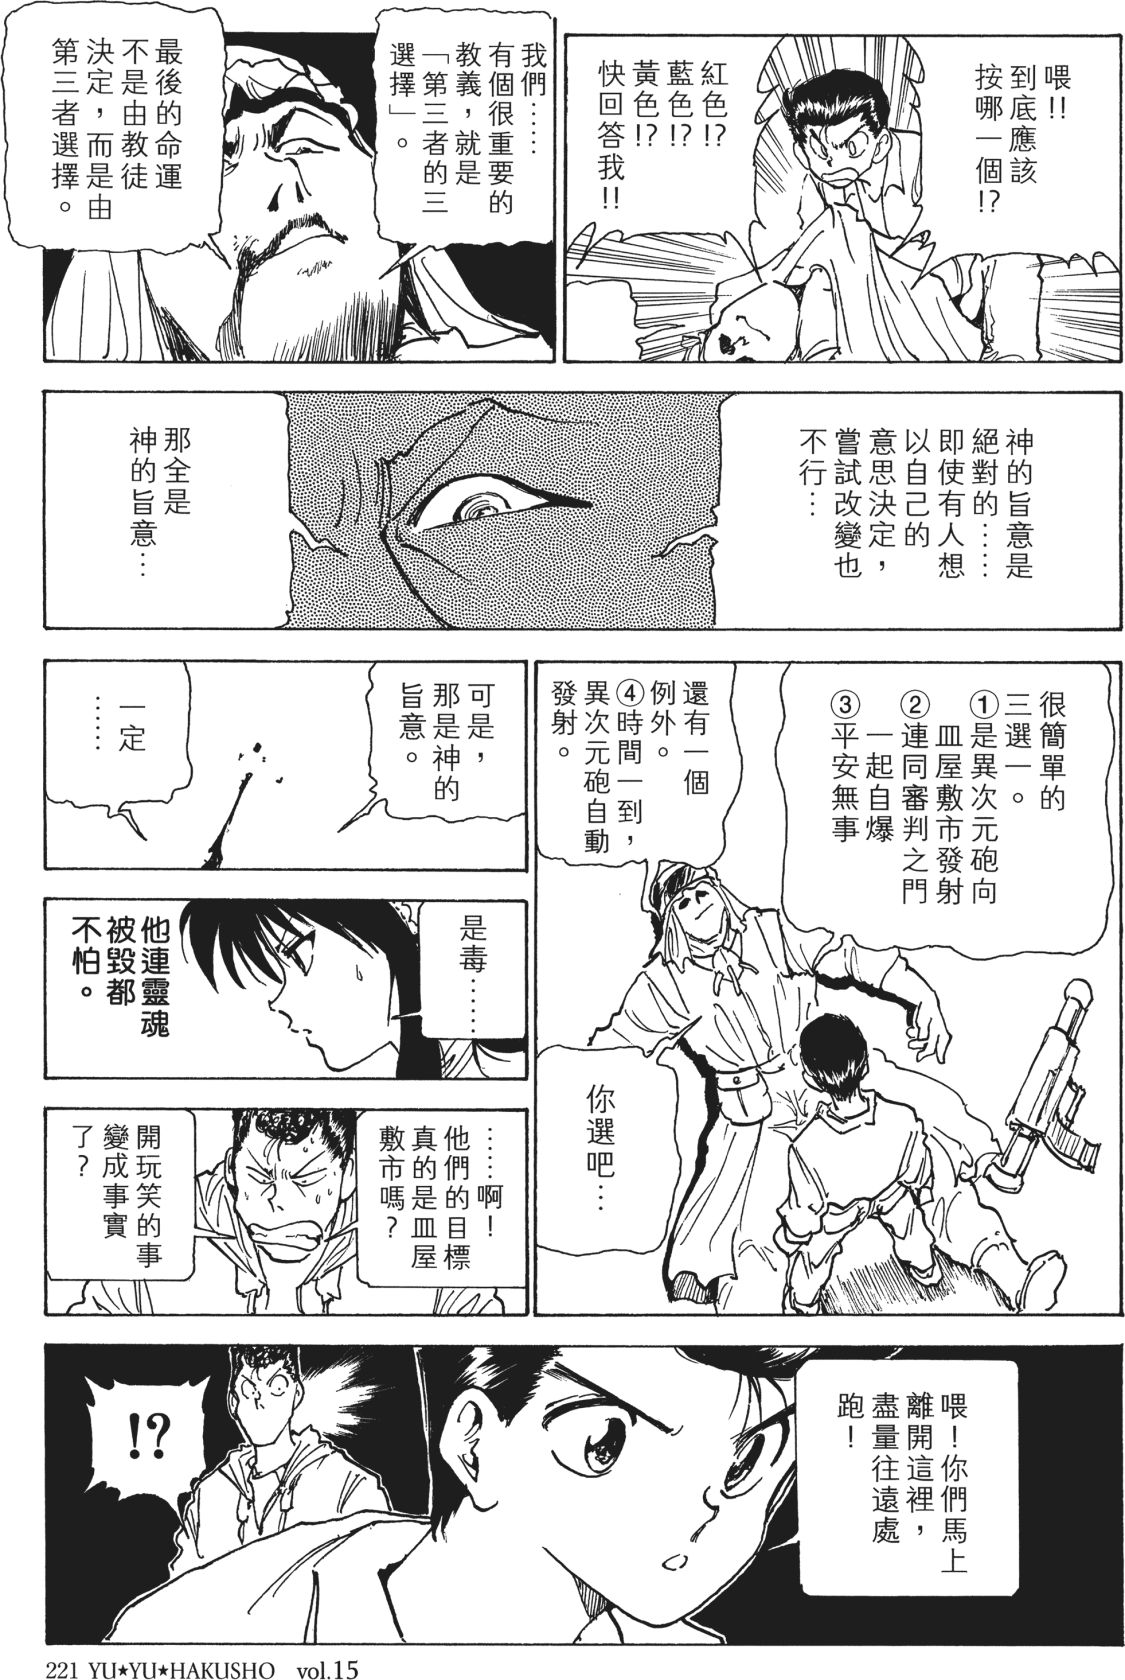 喂!!
到底應該
按哪一個!?
紅色!?
藍色!?
黃色!?
快回答我!!
我們……
有個很重要的
教義，就是
「第三者的三
選擇」。
最後的命運
不是由教徒
決定，而是由
第三者選擇。
神的旨意是
絕對的……
即使有人想
以自己的
意思決定，
嘗試改變也
不行…
那全是
神的旨意…
很簡單的
三選一。
①是異次元砲向
皿屋敷市發射
②連同審判之門
一起自爆
③平安無事
還有一個
例外。
④時間一到，
異次元砲自動
發射。
你選吧…
可是，
那是神的
旨意。
一定
……
是毒……
他連靈魂
被毀都
不怕。
……啊！
他們的目標
真的是皿屋
敷市嗎？
開玩笑的事
變成事實
了？
喂！你們馬上
離開這裡，
盡量往遠處
跑！
!?
221 YU★YU★HAKUSHO vol.15